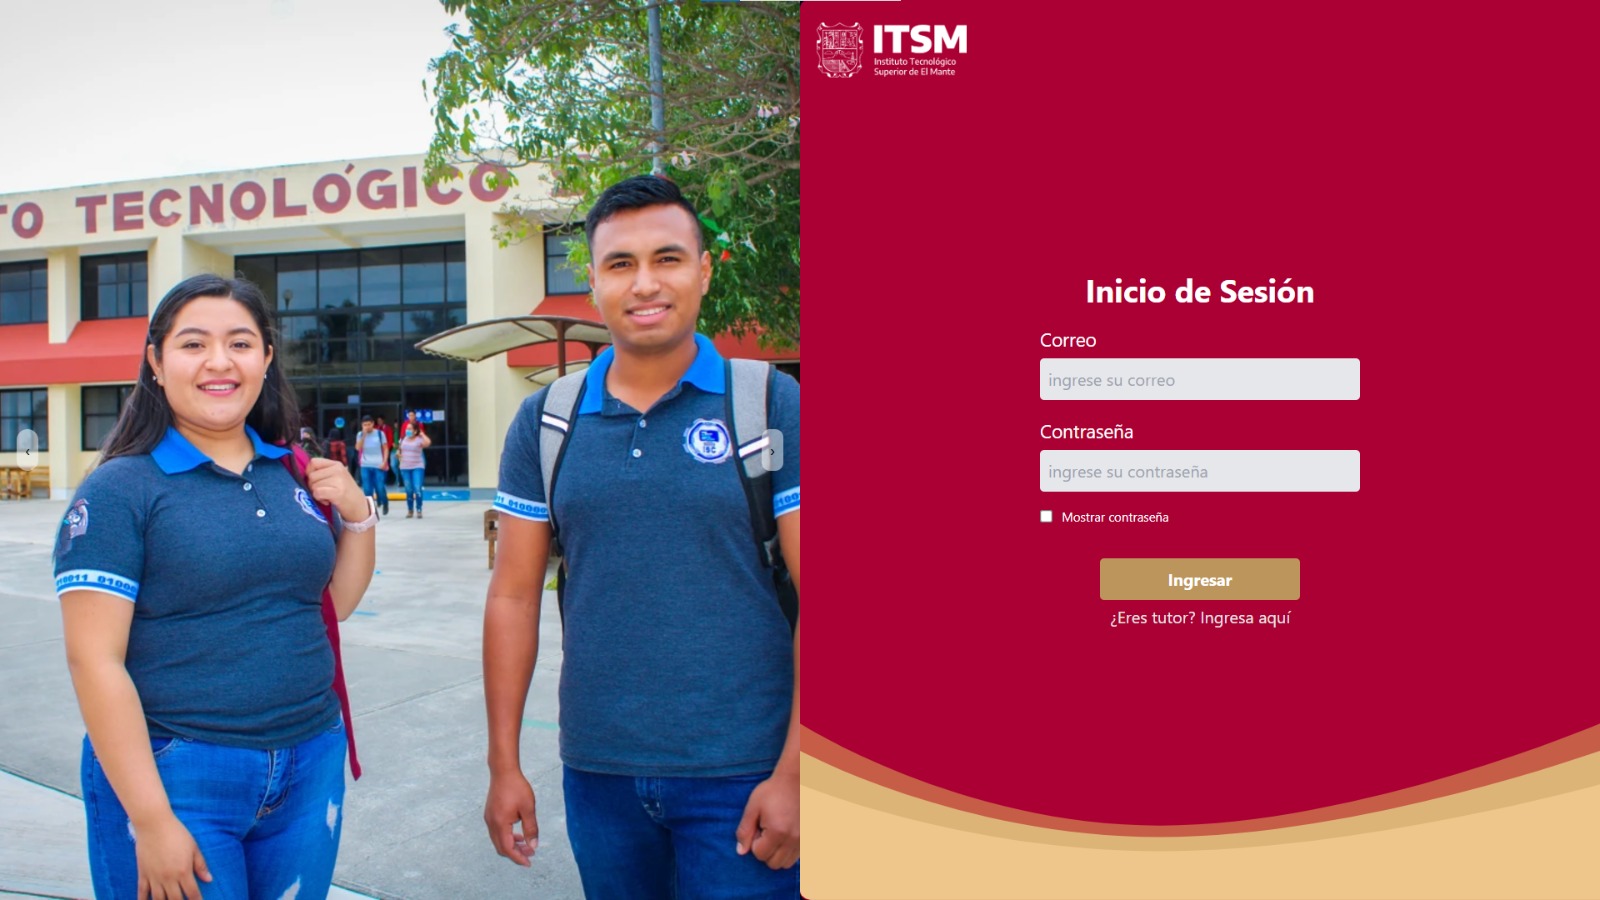 TO TECNOLÓGICO
ITSM
Instituto Tecnológico
Superior de El Mante
Inicio de Sesión
Correo
ingrese su correo
Contraseña
ingrese su contraseña
Mostrar contraseña
Ingresar
¿Eres tutor? Ingresa aquí